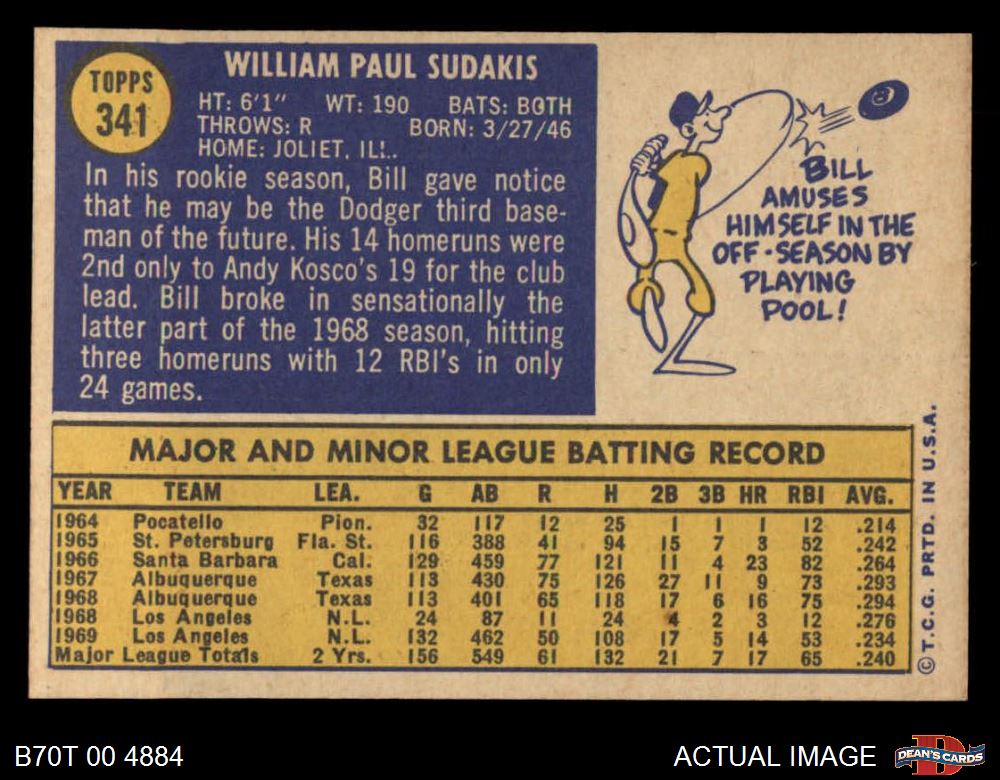 TOPPS
341
WILLIAM PAUL SUDAKIS
HT: 6'1" WT: 190 BATS: BOTH
THROWS: R BORN: 3/27/46
HOME: JOLIET, ILL.
In his rookie season, Bill gave notice
that he may be the Dodger third base-
man of the future. His 14 homeruns were
2nd only to Andy Kosco's 19 for the club
lead. Bill broke in sensationally the
latter part of the 1968 season, hitting
three homeruns with 12 RBI's in only
24 games.
8
BILL
AMUSES
HIMSELF IN THE
OFF-SEASON BY
PLAYING
POOL!
MAJOR AND MINOR LEAGUE BATTING RECORD
YEAR TEAM LEA. G AB R H 2B 3B HR RBI AVG.
1964 Pocatello Pion. 32 117 12 25 1 1 1 12 .214
1965 St. Petersburg Fla. St. 116 388 41 94 15 7 3 52 .242
1966 Santa Barbara Cal. 129 459 77 121 11 4 23 82 .264
1967 Albuquerque Texas 113 430 75 126 27 11 9 73 .293
1968 Albuquerque Texas 113 401 65 118 17 6 16 75 .294
1968 Los Angeles N.L. 24 87 11 24 4 2 3 12 .276
1969 Los Angeles N.L. 132 462 50 108 17 5 14 53 .234
Major League Totals 2 Yrs. 156 549 61 132 21 7 17 65 .240
© T.C.G. PRTD. IN U.S.A.
B70T 00 4884
ACTUAL IMAGE
D
DEAN'S CARDS